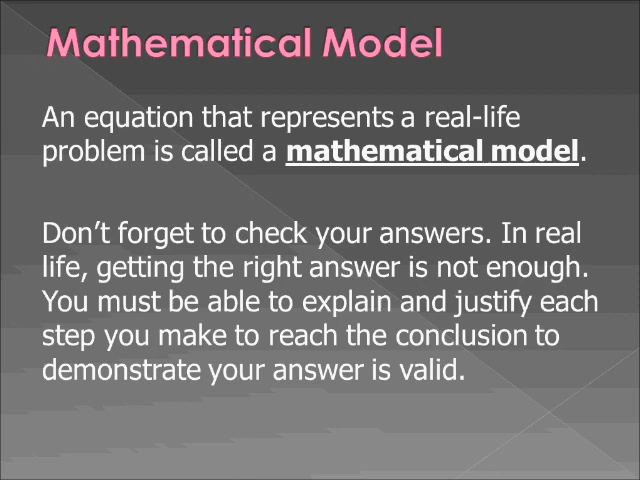 Mathematical Model
An equation that represents a real-life
problem is called a mathematical model.
Don’t forget to check your answers. In real
life, getting the right answer is not enough.
You must be able to explain and justify each
step you make to reach the conclusion to
demonstrate your answer is valid.